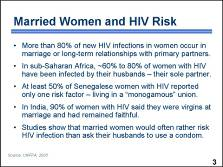 Married Women and HIV Risk
• More than 80% of new HIV infections in women occur in
marriage or long-term relationships with primary partners.
• In sub-Saharan Africa, ~60% to 80% of women with HIV
have been infected by their husbands – their sole partner.
• At least 50% of Senegalese women with HIV reported
only one risk factor – living in a "monogamous" union.
• In India, 90% of women with HIV said they were virgins at
marriage and had remained faithful.
• Studies show that married women would often rather risk
HIV infection than ask their husbands to use a condom.
Source: UNFPA, 2005
3